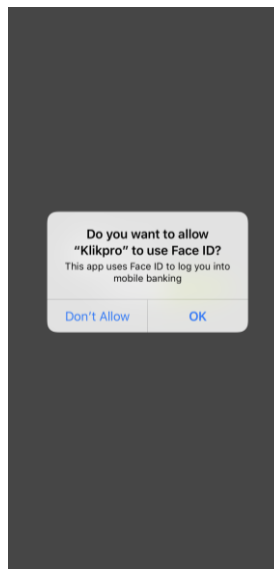 Do you want to allow
“Klikpro” to use Face ID?
This app uses Face ID to log you into
mobile banking
Don’t Allow
OK